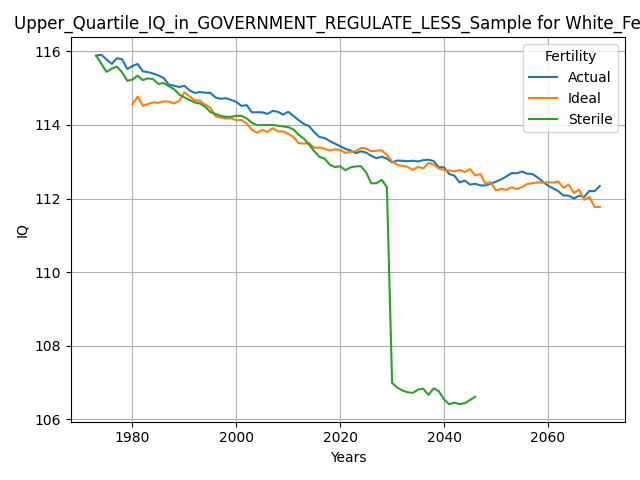 Upper_Quartile_IQ_in_GOVERNMENT_REGULATE_LESS_Sample for White_Fe
116
114
112
110
108
106
IQ
1980 2000 2020 2040 2060
Years
Fertility
Actual
Ideal
Sterile